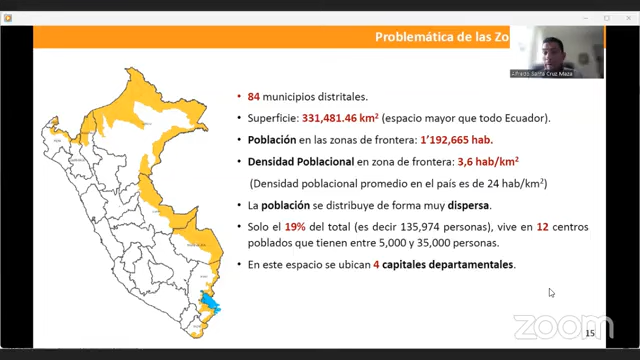 Problemática de las Zo
Alfredo Santa Cruz Maza
• 84 municipios distritales.
• Superficie: 331,481.46 km² (espacio mayor que todo Ecuador).
• Población en las zonas de frontera: 1’192,665 hab.
• Densidad Poblacional en zona de frontera: 3,6 hab/km²
(Densidad poblacional promedio en el país es de 24 hab/km²)
• La población se distribuye de forma muy dispersa.
• Solo el 19% del total (es decir 135,974 personas), vive en 12 centros
poblados que tienen entre 5,000 y 35,000 personas.
• En este espacio se ubican 4 capitales departamentales.
15
zoom